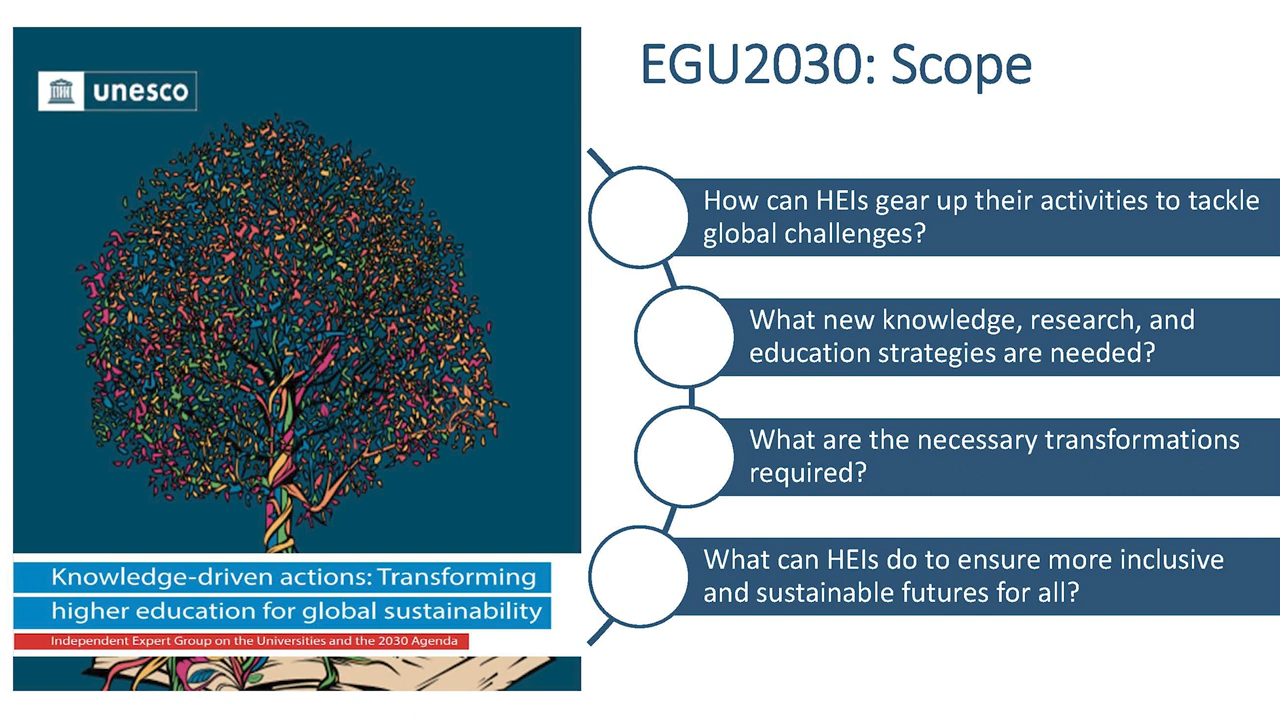 unesco
Knowledge-driven actions: Transforming
higher education for global sustainability
Independent Expert Group on the Universities and the 2030 Agenda
EGU2030: Scope
How can HEIs gear up their activities to tackle
global challenges?
What new knowledge, research, and
education strategies are needed?
What are the necessary transformations
required?
What can HEIs do to ensure more inclusive
and sustainable futures for all?